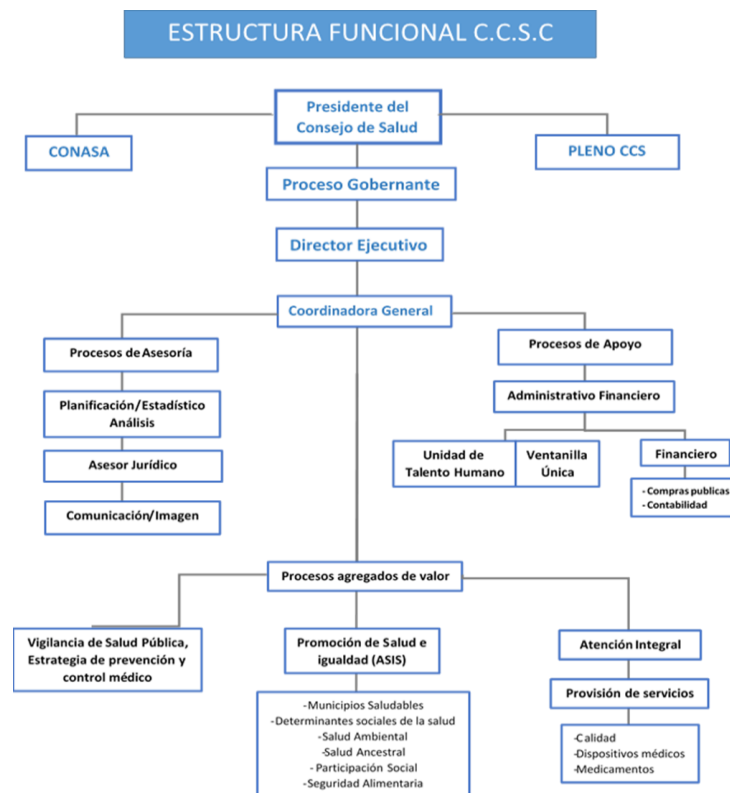 ESTRUCTURA FUNCIONAL C.C.S.C
Presidente del
Consejo de Salud
CONASA
PLENO CCS
Proceso Gobernante
Director Ejecutivo
Coordinadora General
Procesos de Asesoría
Planificación/Estadístico
Análisis
Asesor Jurídico
Comunicación/Imagen
Procesos de Apoyo
Administrativo Financiero
Unidad de
Talento Humano
Ventanilla
Única
Financiero
- Compras publicas
- Contabilidad
Procesos agregados de valor
Vigilancia de Salud Pública,
Estrategia de prevención y
control médico
Promoción de Salud e
igualdad (ASIS)
-Municipios Saludables
-Determinantes sociales de la salud
-Salud Ambiental
-Salud Ancestral
- Participación Social
-Seguridad Alimentaria
Atención Integral
Provisión de servicios
-Calidad
-Dispositivos médicos
-Medicamentos